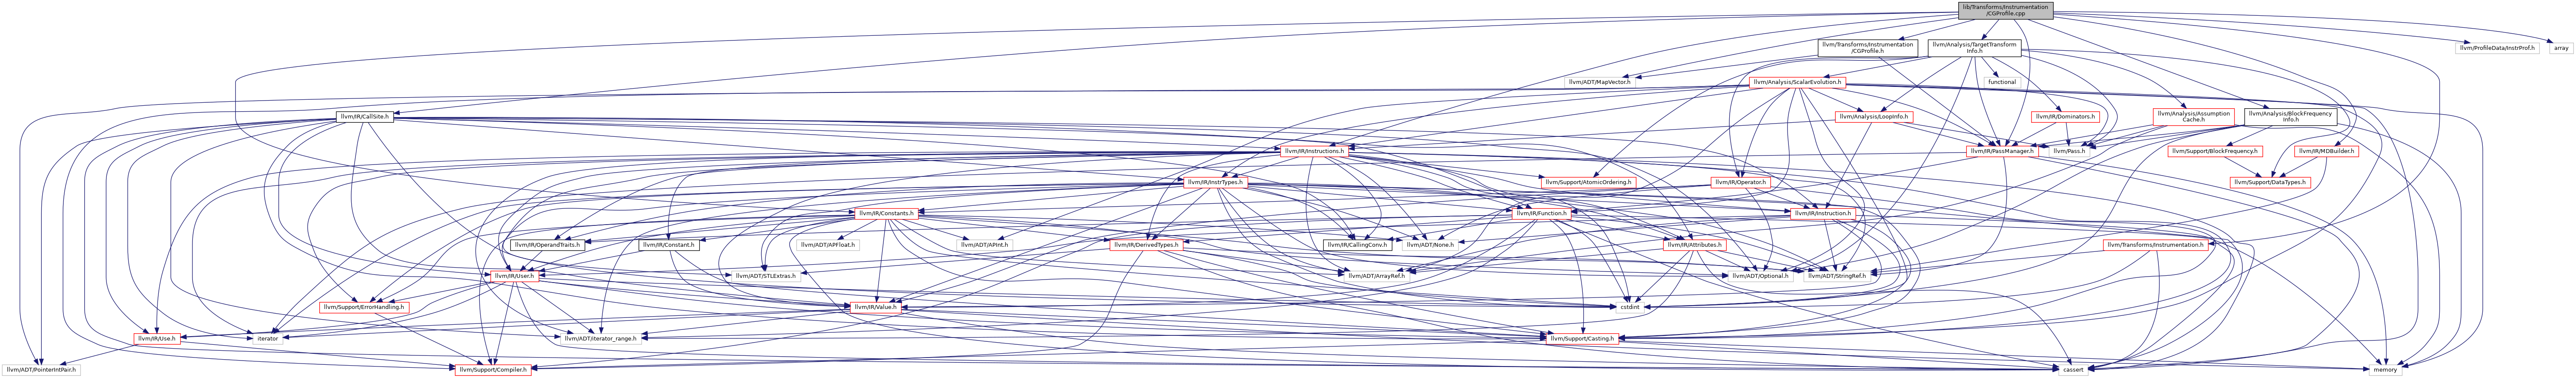 lib/Transforms/Instrumentation
/CGProfile.cpp
llvm/Transforms/Instrumentation
/CGProfile.h
llvm/Analysis/TargetTransform
Info.h
llvm/ProfileData/InstrProf.h
array
llvm/ADT/MapVector.h
llvm/Analysis/ScalarEvolution.h
functional
llvm/IR/CallSite.h
llvm/Analysis/LoopInfo.h
llvm/IR/Dominators.h
llvm/Analysis/Assumption
Cache.h
llvm/Analysis/BlockFrequency
Info.h
llvm/IR/Instructions.h
llvm/IR/PassManager.h
llvm/Pass.h
llvm/Support/BlockFrequency.h
llvm/IR/MDBuilder.h
llvm/IR/InstrTypes.h
llvm/Support/AtomicOrdering.h
llvm/IR/Operator.h
llvm/Support/DataTypes.h
llvm/IR/Constants.h
llvm/IR/Function.h
llvm/IR/Instruction.h
llvm/IR/OperandTraits.h
llvm/IR/Constant.h
llvm/ADT/APFloat.h
llvm/ADT/APInt.h
llvm/IR/DerivedTypes.h
llvm/IR/CallingConv.h
llvm/ADT/None.h
llvm/IR/Attributes.h
llvm/Transforms/Instrumentation.h
llvm/IR/User.h
llvm/ADT/STLExtras.h
llvm/ADT/ArrayRef.h
llvm/ADT/Optional.h
llvm/ADT/StringRef.h
llvm/Support/ErrorHandling.h
llvm/IR/Value.h
cstdint
llvm/IR/Use.h
iterator
llvm/ADT/iterator_range.h
llvm/Support/Casting.h
llvm/ADT/PointerIntPair.h
llvm/Support/Compiler.h
cassert
memory